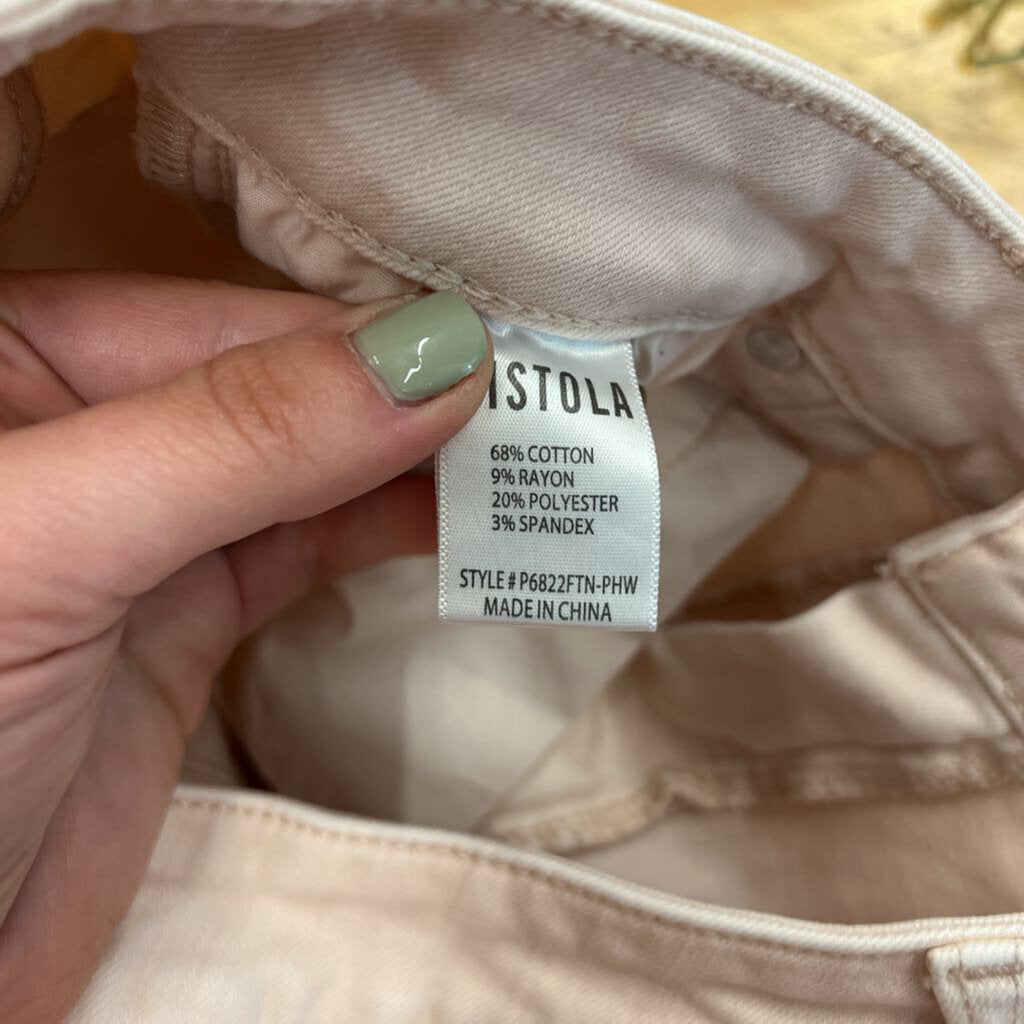 ISTOLA
68% COTTON
9% RAYON
20% POLYESTER
3% SPANDEX
STYLE # P6822FTN-PHW
MADE IN CHINA